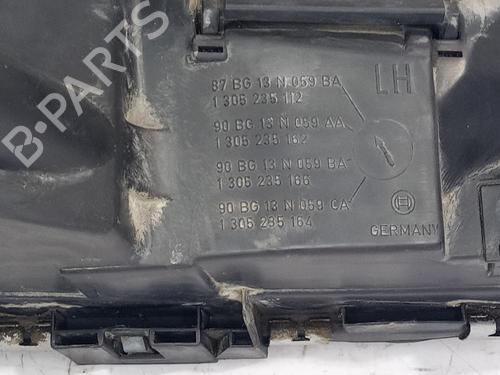 87 BG 13 N 059 BA
LH
1 305 235 112
90 BG 13 N 059 AA
1 305 235 162
90 BG 13 N 059 BA
1 305 235 166
90 BG 13 N 059 CA
1 305 235 164
GERMANY
B-PARTS